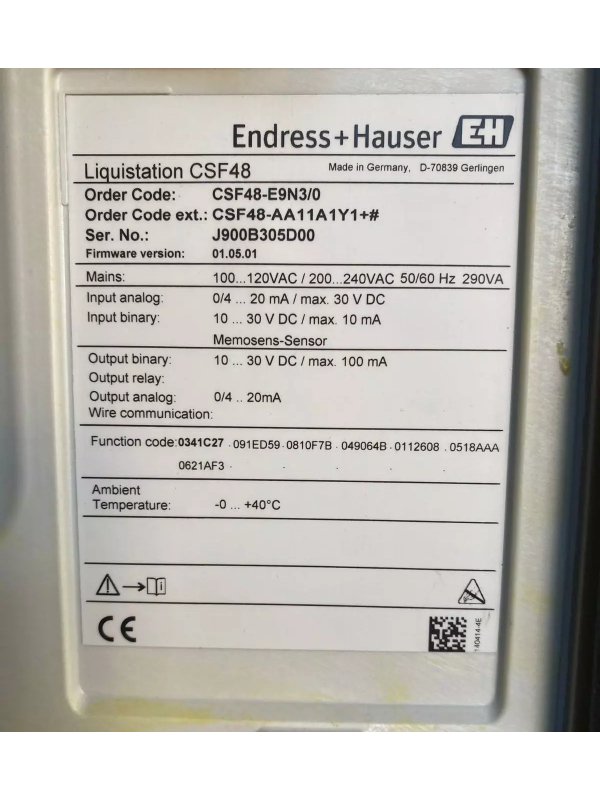 Endress+Hauser EH
Liquistation CSF48 Made in Germany, D-70839 Gerlingen
Order Code: CSF48-E9N3/0
Order Code ext.: CSF48-AA11A1Y1+#
Ser. No.: J900B305D00
Firmware version: 01.05.01
Mains: 100...120VAC / 200...240VAC 50/60 Hz 290VA
Input analog: 0/4 ... 20 mA / max. 30 V DC
Input binary: 10 ... 30 V DC / max. 10 mA
Memosens-Sensor
Output binary: 10 ... 30 V DC / max. 100 mA
Output relay:
Output analog: 0/4 .. 20mA
Wire communication:
Function code: 0341C27 - 091ED59 - 0810F7B - 049064B - 0112608 - 0518AAA
0621AF3 - - - - -
Ambient
Temperature: -0 ... +40°C
CE
140414-4E